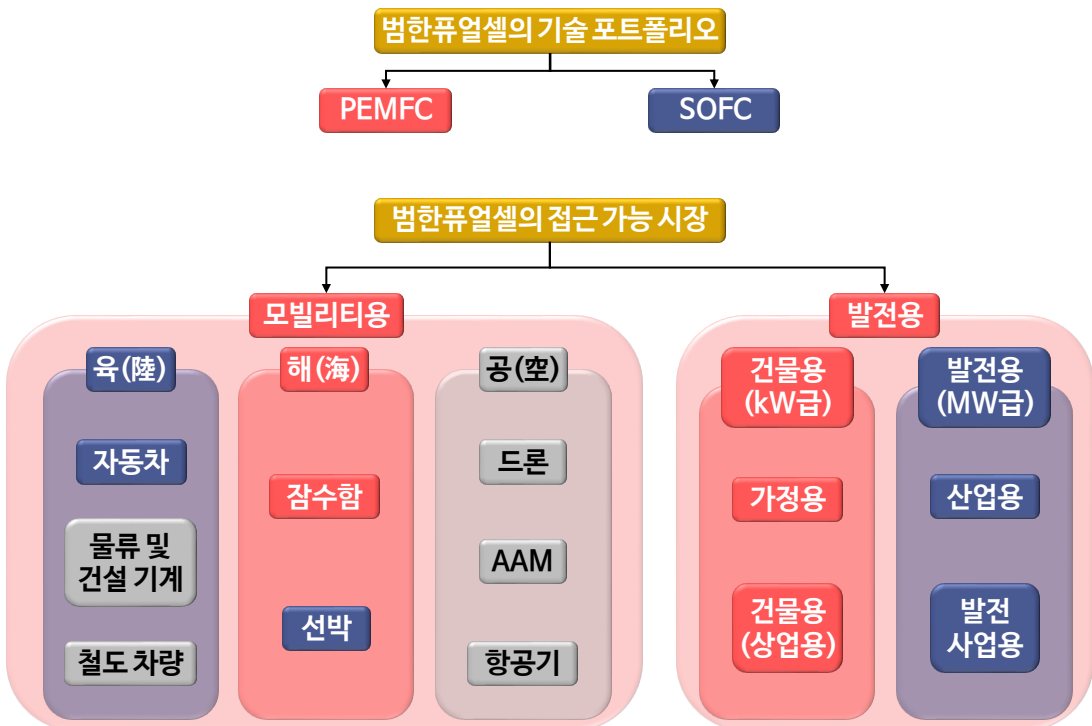 범한퓨얼셀의 기술 포트폴리오
PEMFC
SOFC
범한퓨얼셀의 접근 가능 시장
모빌리티용
발전용
육(陸)
해(海)
공(空)
건물용
(kW급)
발전용
(MW급)
자동차
물류 및
건설 기계
철도 차량
잠수함
선박
드론
AAM
항공기
가정용
건물용
(상업용)
산업용
발전
사업용